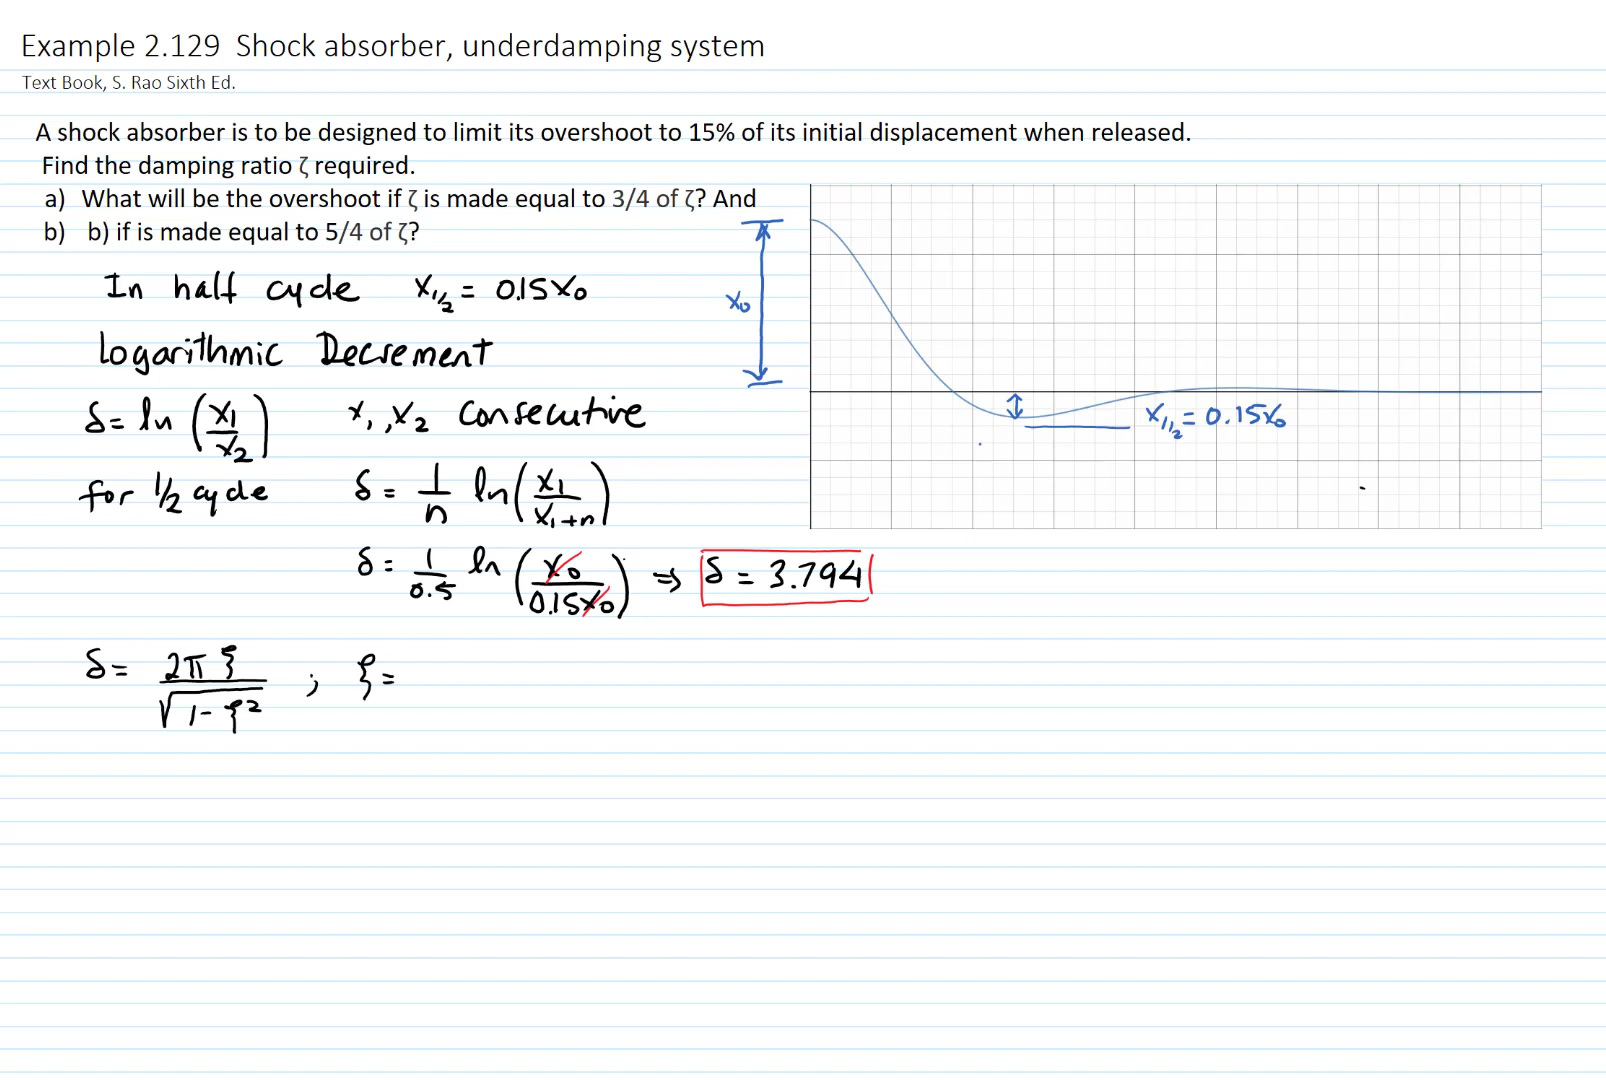 Example 2.129 Shock absorber, underdamping system
Text Book, S. Rao Sixth Ed.
A shock absorber is to be designed to limit its overshoot to 15% of its initial displacement when released.
Find the damping ratio ζ required.
a) What will be the overshoot if ζ is made equal to 3/4 of ζ? And
b) b) if is made equal to 5/4 of ζ?
In half cycle x₁/₂ = 0.15x₀
x₀
Logarithmic Decrement
δ = ln (x₁/x₂) x₁, x₂ Consecutive
x₁/₂ = 0.15x₀
for 1/2 cycle δ = 1/n ln (x₁/x₁₊ₙ)
δ = 1/0.5 ln (x₀/0.15x₀) ⇒ δ = 3.794
δ = 2πξ/√(1-ξ²) ; ξ =